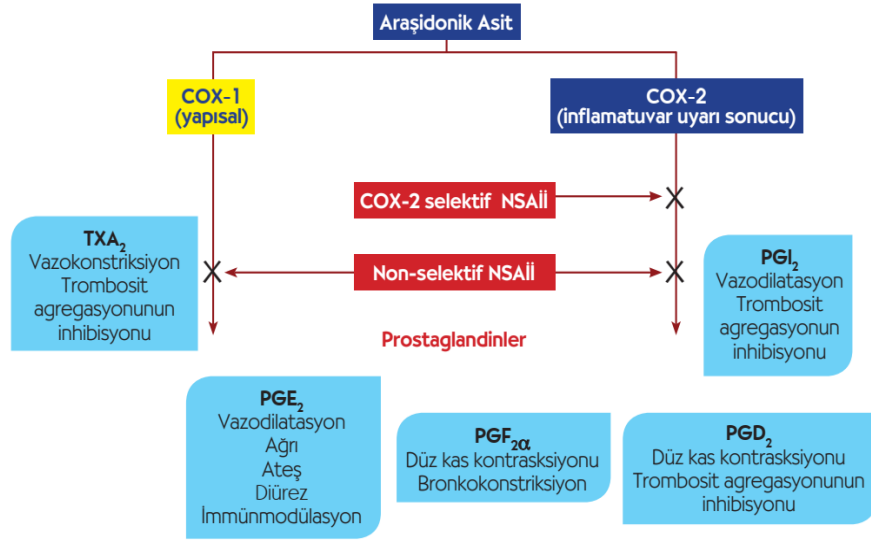 Araşidonik Asit
COX-1
(yapısal)
COX-2
(inflamatuvar uyarı sonucu)
COX-2 selektif NSAİİ
TXA₂
Vazokonstriksiyon
Trombosit
agregasyonunun
inhibisyonu
Non-selektif NSAİİ
PGI₂
Vazodilatasyon
Trombosit
agregasyonun
inhibisyonu
Prostaglandinler
PGE₂
Vazodilatasyon
Ağrı
Ateş
Diürez
İmmünmodülasyon
PGF₂α
Düz kas kontrasksiyonu
Bronkokonstriksiyon
PGD₂
Düz kas kontrasksiyonu
Trombosit agregasyonunun
inhibisyonu